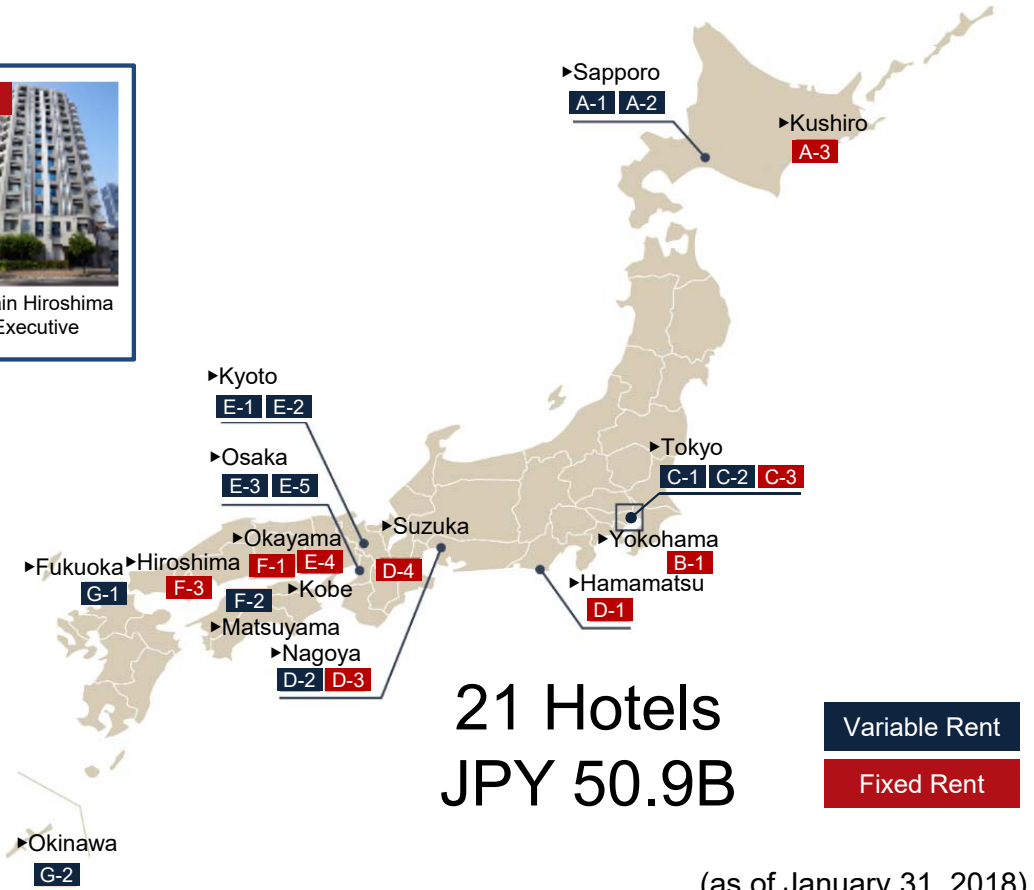 ▶Sapporo
A-1 A-2
▶Kushiro
A-3
Hiroshima
▶Kyoto
E-1 E-2
▶Osaka
E-3 E-5
▶Tokyo
C-1 C-2 C-3
▶Suzuka
D-4
▶Okayama
F-1 E-4
▶Kobe
▶Yokohama
B-1
▶Fukuoka
G-1
▶Hiroshima
F-3
▶Hamamatsu
D-1
F-2
▶Matsuyama
▶Nagoya
D-2 D-3
21 Hotels
JPY 50.9B
Variable Rent
Fixed Rent
▶Okinawa
G-2
(as of January 31, 2018)